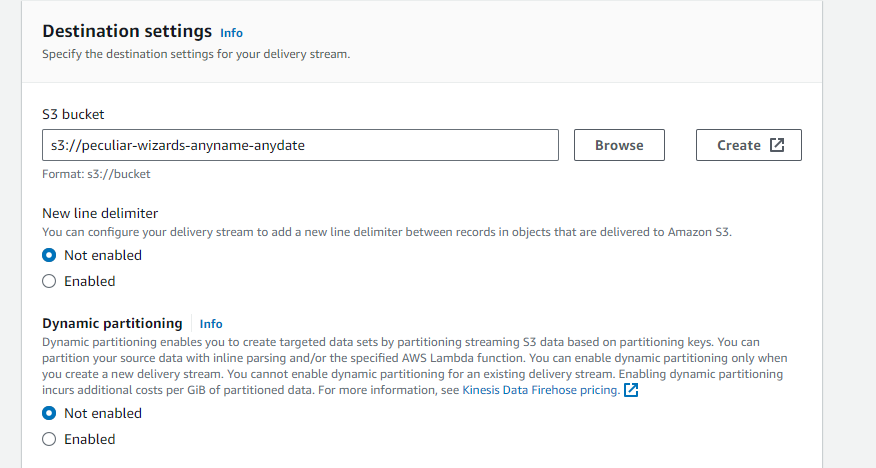 Destination settings Info
Specify the destination settings for your delivery stream.
S3 bucket
s3://peculiar-wizards-anyname-anydate Browse Create
Format: s3://bucket
New line delimiter
You can configure your delivery stream to add a new line delimiter between records in objects that are delivered to Amazon S3.
Not enabled
Enabled
Dynamic partitioning Info
Dynamic partitioning enables you to create targeted data sets by partitioning streaming S3 data based on partitioning keys. You can
partition your source data with inline parsing and/or the specified AWS Lambda function. You can enable dynamic partitioning only when
you create a new delivery stream. You cannot enable dynamic partitioning for an existing delivery stream. Enabling dynamic partitioning
incurs additional costs per GiB of partitioned data. For more information, see Kinesis Data Firehose pricing.
Not enabled
Enabled